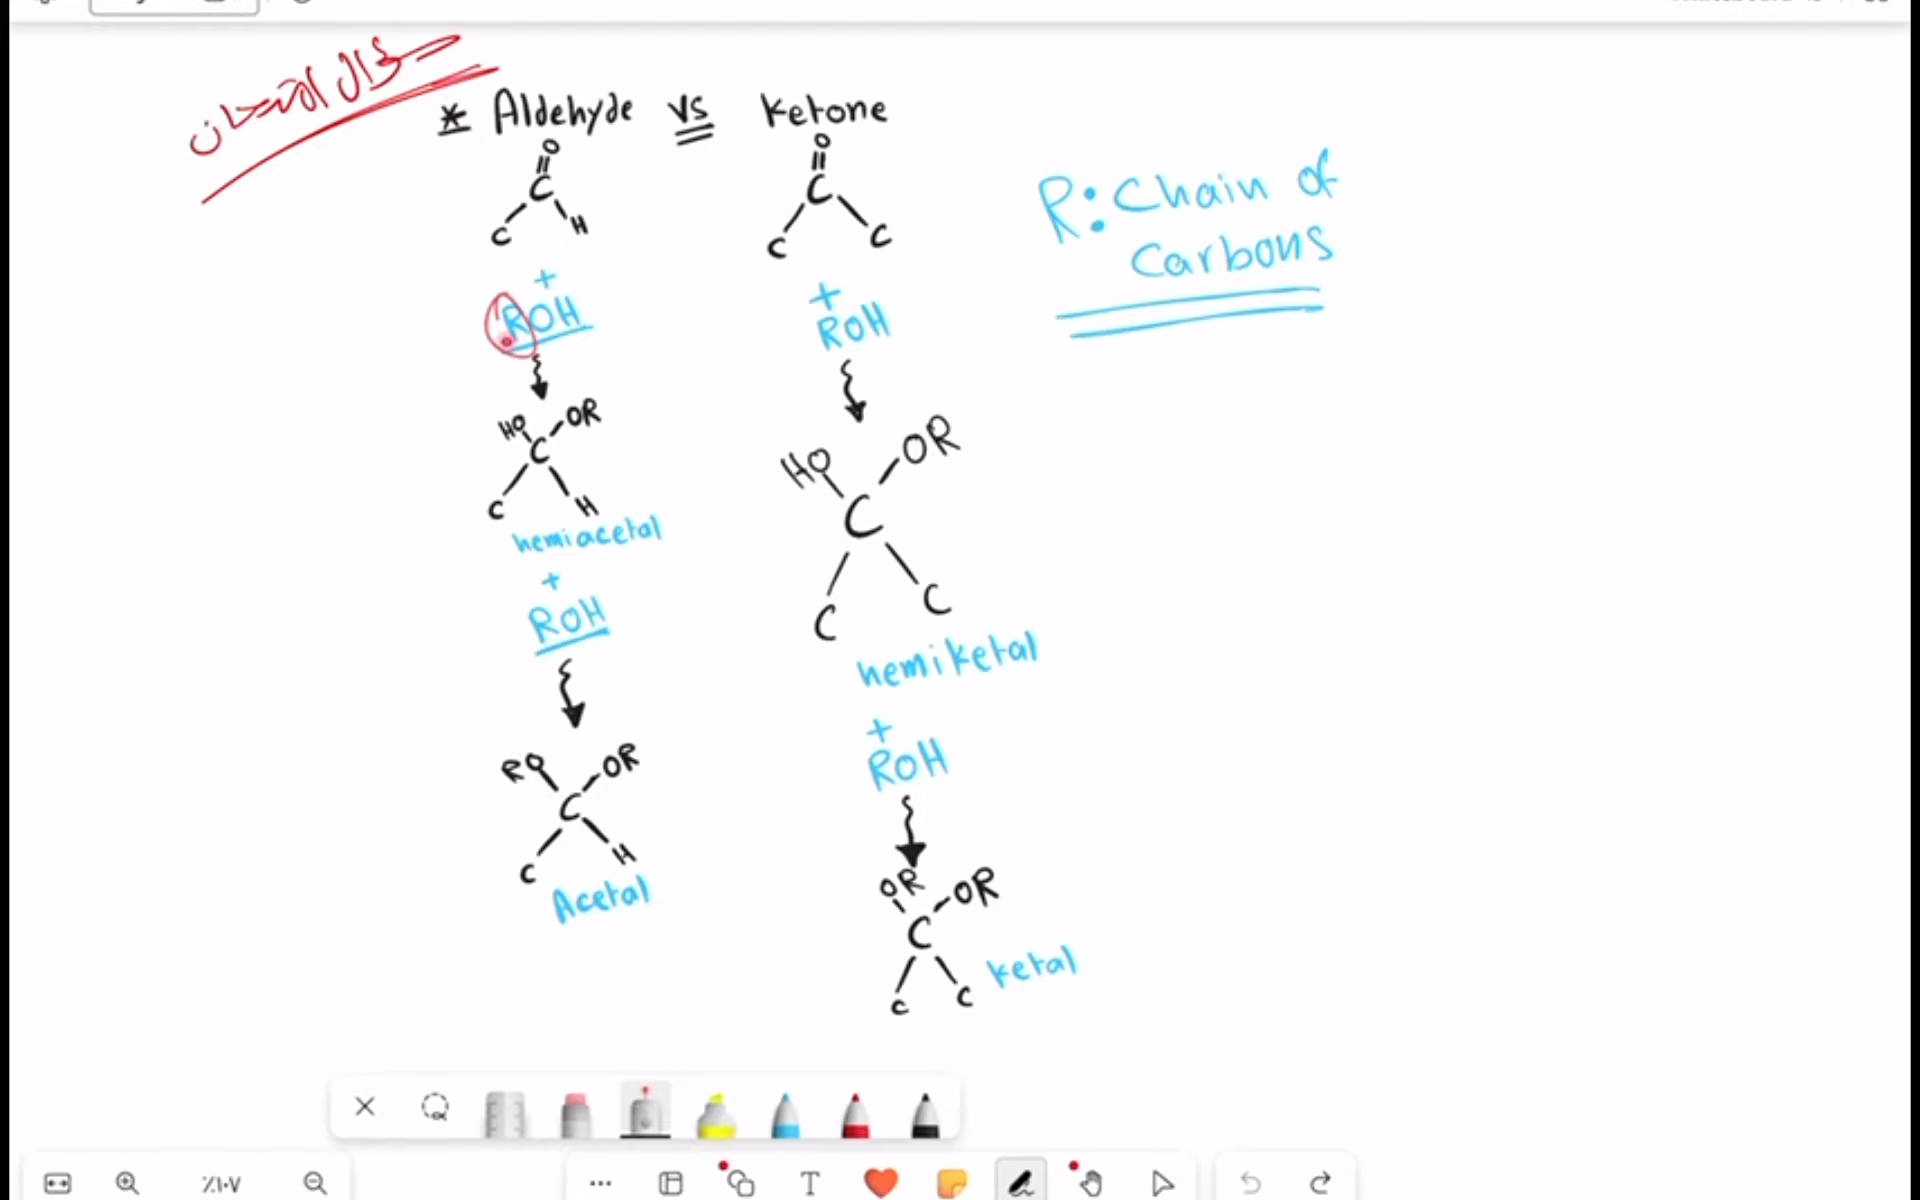 سؤال امتحان
* Aldehyde vs Ketone
O
C
C H
O
C
C C
R: Chain of
Carbons
+
ROH
+
ROH
HO OR
C
C H
hemiacetal
+
ROH
HO OR
C
C C
hemiketal
+
ROH
RO OR
C
C H
Acetal
OR OR
C
C C
ketal
T
٪١٠٧